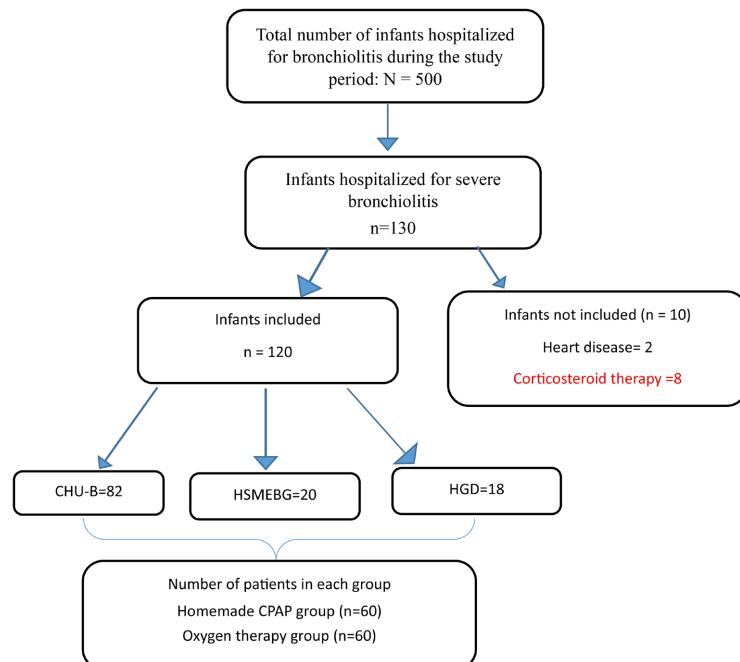 Total number of infants hospitalized
for bronchiolitis during the study
period: N = 500
Infants hospitalized for severe
bronchiolitis
n=130
Infants included
n = 120
Infants not included (n = 10)
Heart disease= 2
Corticosteroid therapy =8
CHU-B=82
HSMEBG=20
HGD=18
Number of patients in each group
Homemade CPAP group (n=60)
Oxygen therapy group (n=60)